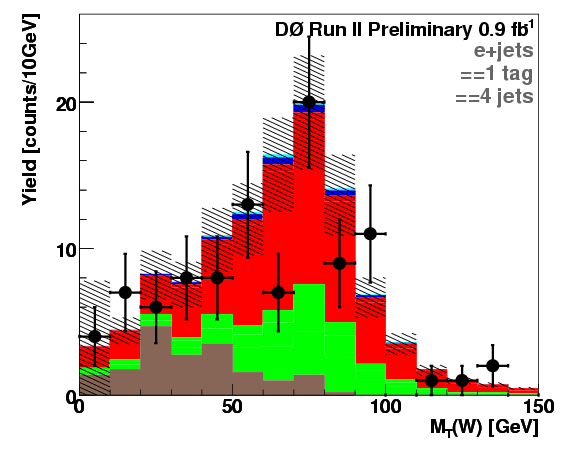 DØ Run II Preliminary 0.9 fb-1
e+jets
==1 tag
==4 jets
Yield [counts/10GeV]
20
10
0
0 50 100 150
MT(W) [GeV]